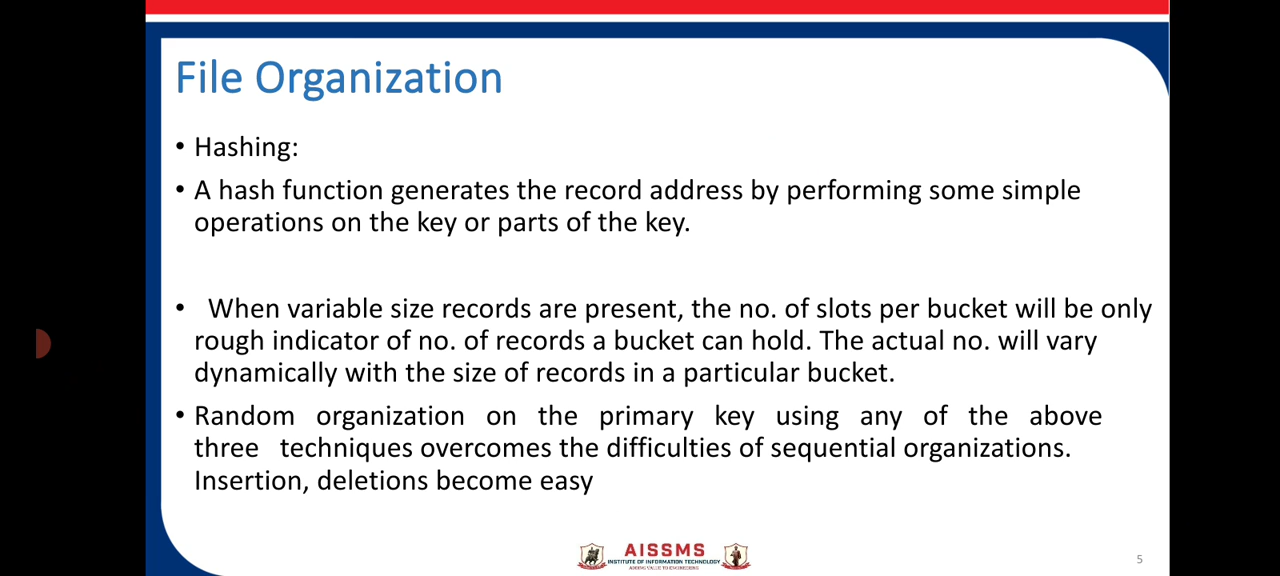 File Organization
• Hashing:
• A hash function generates the record address by performing some simple
operations on the key or parts of the key.
• When variable size records are present, the no. of slots per bucket will be only
rough indicator of no. of records a bucket can hold. The actual no. will vary
dynamically with the size of records in a particular bucket.
• Random organization on the primary key using any of the above
three techniques overcomes the difficulties of sequential organizations.
Insertion, deletions become easy
AISSMS
INSTITUTE OF INFORMATION TECHNOLOGY
ADDING VALUE TO ENGINEERING
5